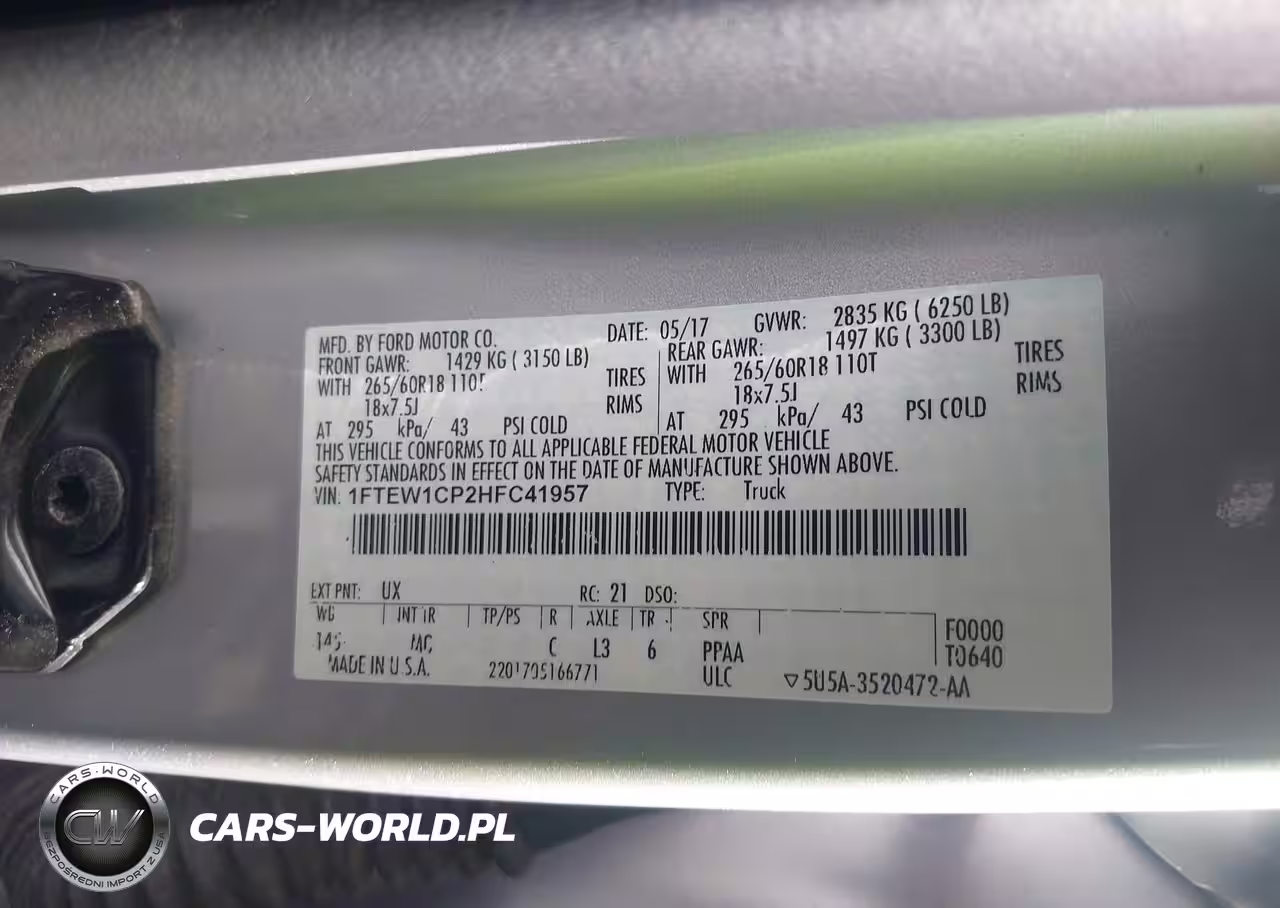 MFD. BY FORD MOTOR CO. DATE: 05/17 GVWR: 2835 KG ( 6250 LB)
FRONT GAWR: 1429 KG ( 3150 LB) REAR GAWR: 1497 KG ( 3300 LB)
WITH 265/60R18 110T TIRES WITH 265/60R18 110T TIRES
18x7.5J RIMS 18x7.5J RIMS
AT 295 kPa/ 43 PSI COLD AT 295 kPa/ 43 PSI COLD
THIS VEHICLE CONFORMS TO ALL APPLICABLE FEDERAL MOTOR VEHICLE
SAFETY STANDARDS IN EFFECT ON THE DATE OF MANUFACTURE SHOWN ABOVE.
VIN: 1FTEW1CP2HFC41957 TYPE: Truck
EXT PNT: UX RC: 21 DSO:
WB INT TR TP/PS R AXLE TR SPR
145 MC C L3 6 PPAA F0000
T0640
MADE IN U.S.A. 2201705166771 ULC ▽5U5A-3520472-AA
CARS-WORLD
CW
BEZPOŚREDNI IMPORT Z USA
CARS-WORLD.PL